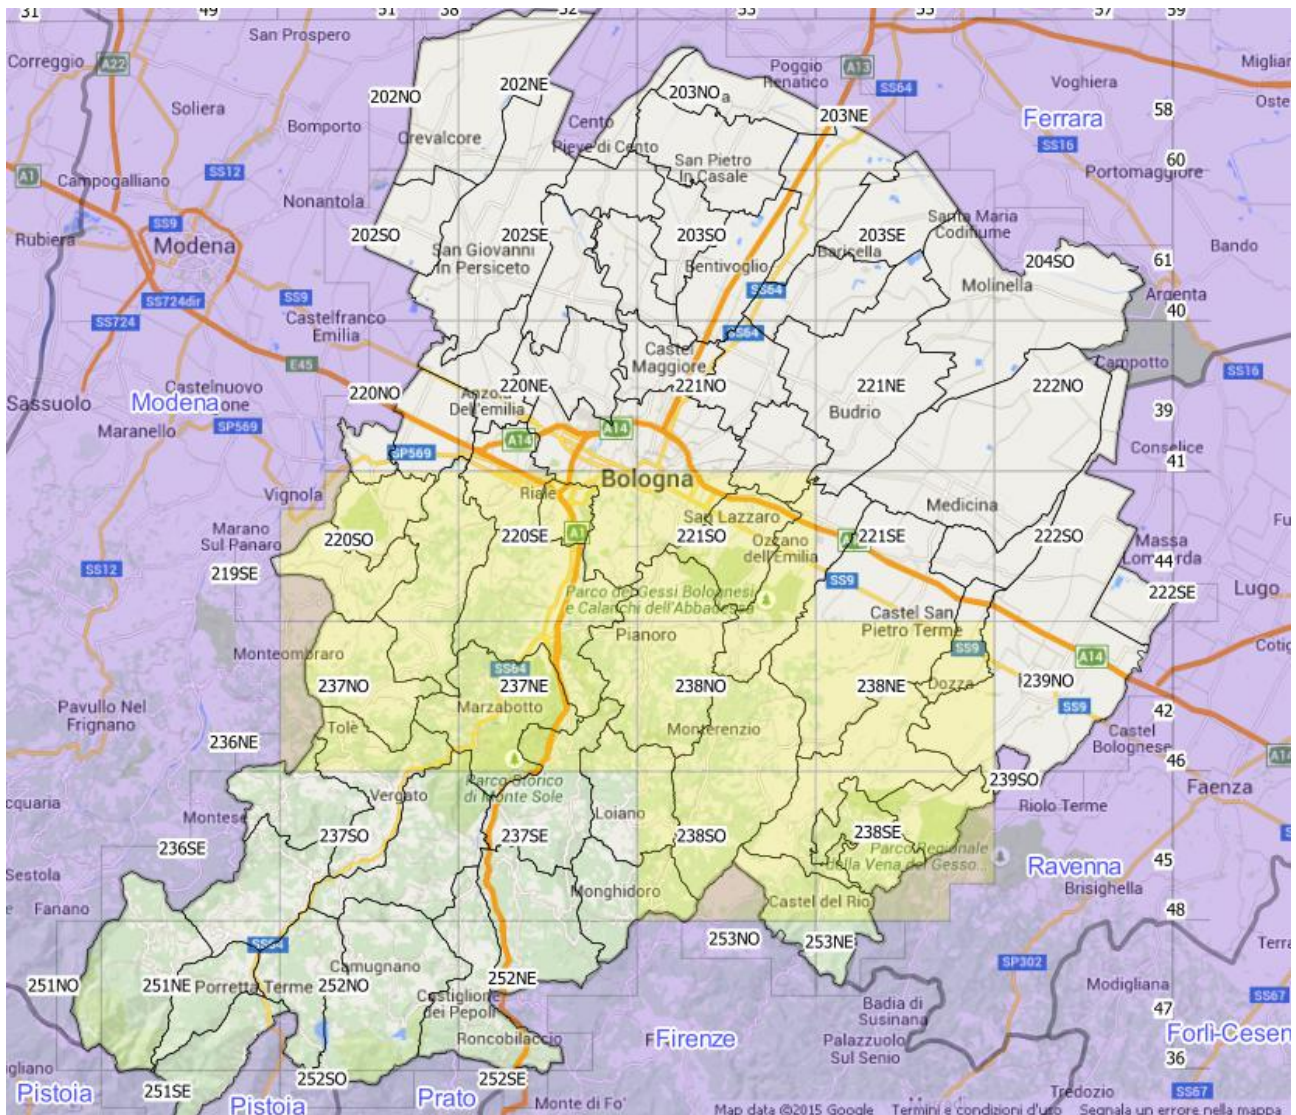 31
49
51
38
52
53
55
57
59
San Prospero
Correggio
A22
Poggio
Renatico
A13
Voghiera
Miglian
SS64
202NO
202NE
203NO
203NE
Soliera
Bomporto
Crevalcore
Cento
Pieve di Cento
Ferrara
58
SS16
San Pietro
In Casale
60
Portomaggiore
A1
Campogalliano
SS12
Nonantola
SS9
Rubiera
Modena
202SO
San Giovanni
In Persiceto
202SE
203SO
Bentivoglio
203SE
Baricella
Santa Maria
Codifiume
204SO
Bando
61
Molinella
Argenta
40
SS724dir
SS9
SS64
SS724
Castelfranco
Emilia
SS64
Castel
Maggiore
E45
Campotto
SS16
220NO
220NE
221NO
221NE
222NO
Castelnuovo
Anzola
Dell'emilia
Sassuolo
Modena
Budrio
39
Maranello
SP569
A14
A14
Conselice
SP569
41
Vignola
Riale
Bologna
Medicina
Marano
Sul Panaro
220SO
220SE
A1
San Lazzaro
221SO
Ozzano
dell'Emilia
221SE
222SO
Massa
Lombarda
SS12
219SE
SS9
44
222SE
Lugo
Parco dei Gessi Bolognesi
e Calanchi dell'Abbadessa
Castel San
Pietro Terme
Pianoro
Monteombraro
SS64
SS9
A14
237NO
237NE
238NO
238NE
Dozza
239NO
Marzabotto
SS9
Pavullo Nel
Frignano
Tolè
Monterenzio
42
236NE
Castel
Bolognese
46
Parco Storico
di Monte Sole
239SO
Vergato
Riolo Terme
Faenza
Montese
Loiano
237SO
237SE
238SO
238SE
236SE
Parco Regionale
della Vena del Gesso...
Ravenna
45
Sestola
Monghidoro
Brisighella
Fanano
Castel del Rio
48
SS64
253NO
253NE
SP302
Camugnano
251NO
251NE
Porretta Terme
252NO
252NE
Castiglione
dei Pepoli
Modigliana
SS67
Badia di
Susinana
47
Roncobilaccio
Firenze
Palazzuolo
Sul Senio
Forlì-Cesen
36
251SE
252SO
252SE
Pistoia
Pistoia
Prato
Monte di Fo'
Tredozio
SS67
Map data ©2015 Google
Termini e condizioni d'uso
Segnala un errore nella mappa